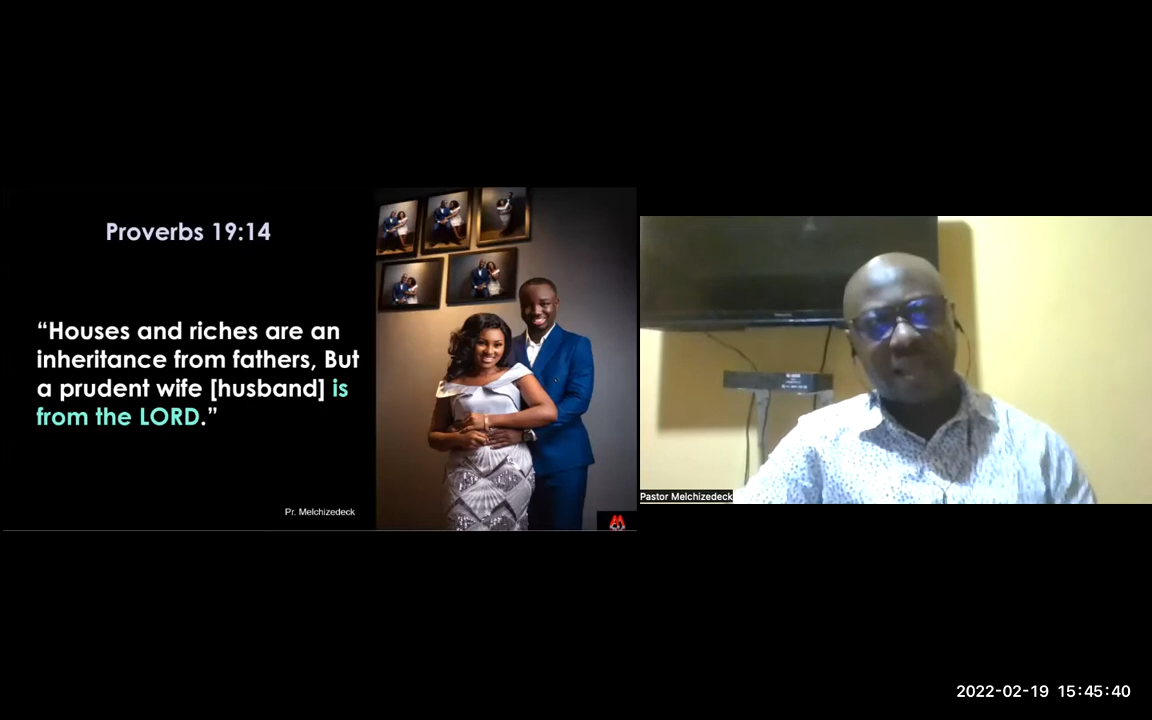 Proverbs 19:14
“Houses and riches are an
inheritance from fathers, But
a prudent wife [husband] is
from the LORD.”
Pr. Melchizedeck
Pastor Melchizedeck
2022-02-19 15:45:40